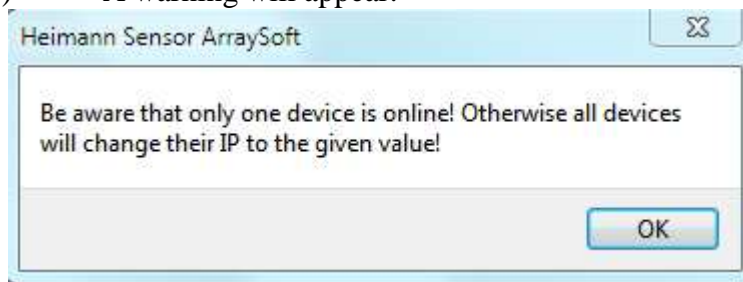 Heimann Sensor ArraySoft
Be aware that only one device is online! Otherwise all devices
will change their IP to the given value!
OK